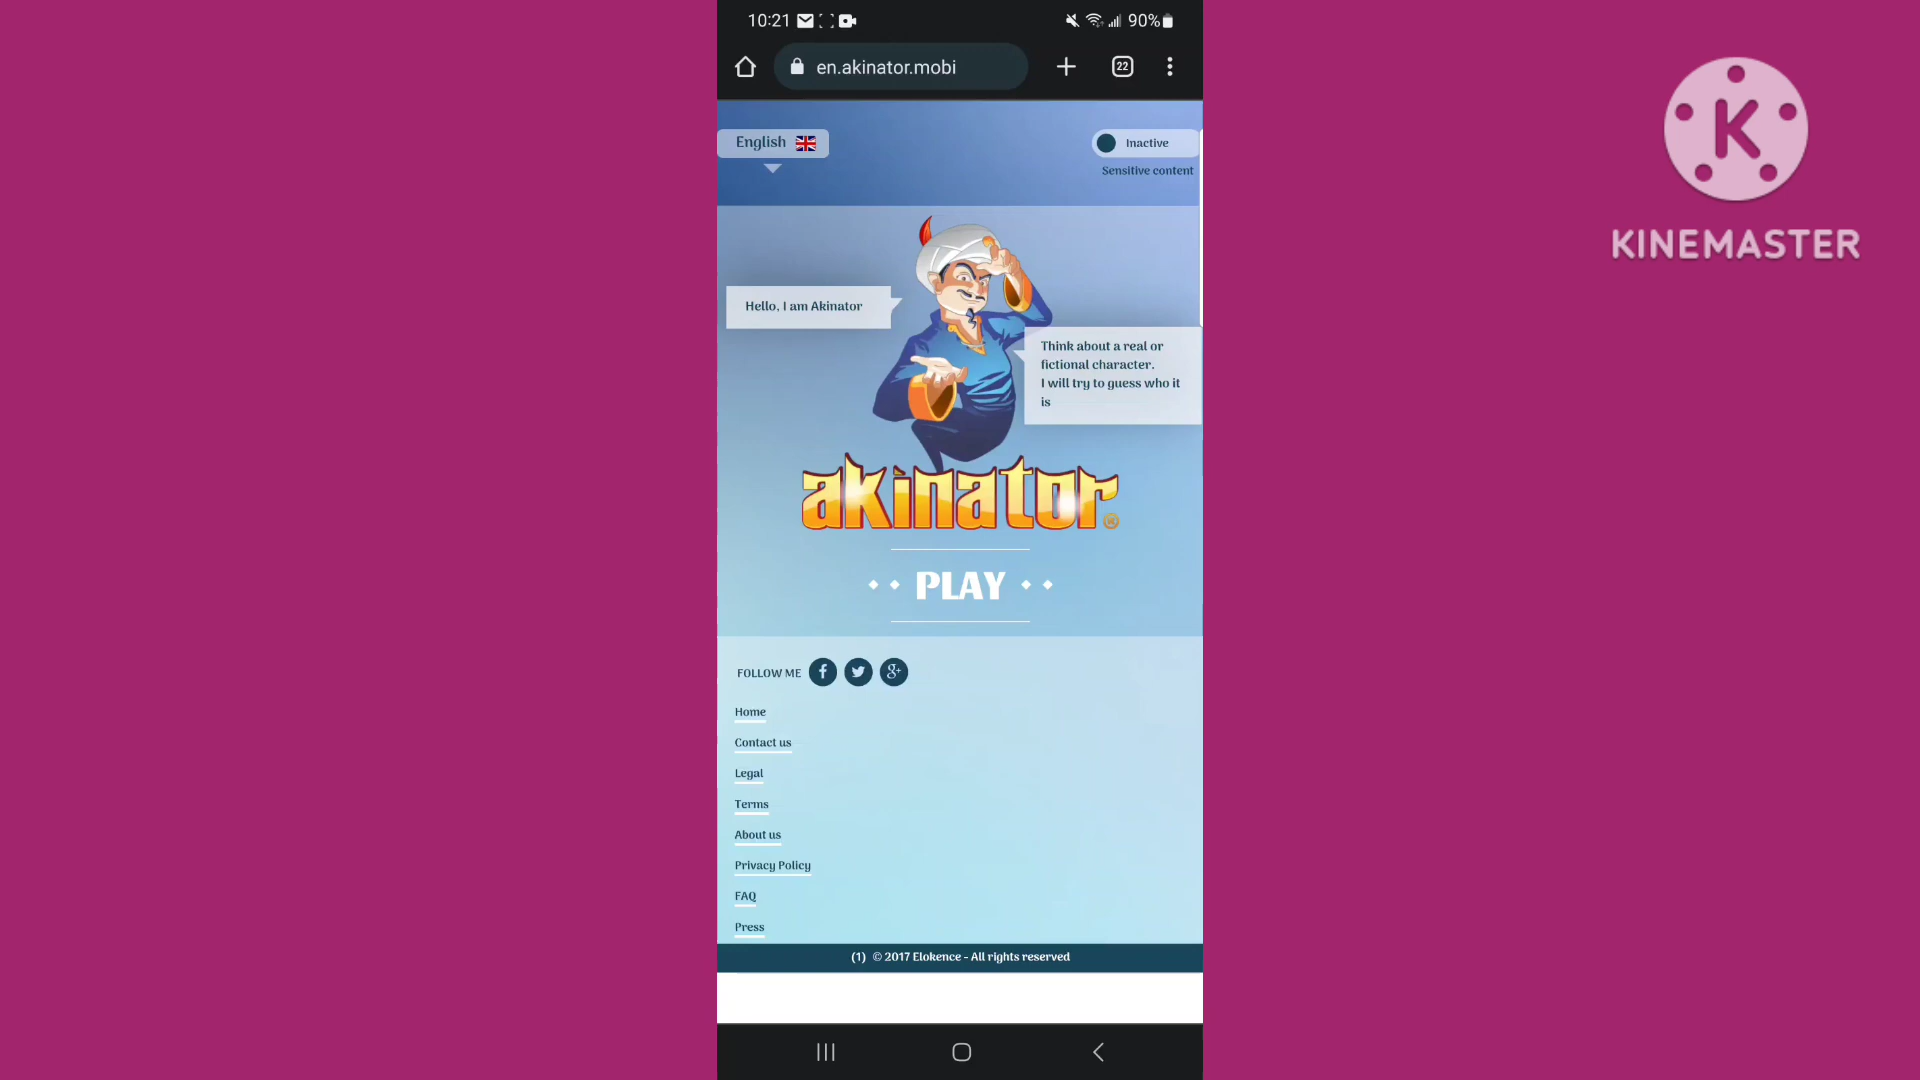 10:21
90%
en.akinator.mobi
22
English
Inactive
Sensitive content
Hello, I am Akinator
Think about a real or
fictional character.
I will try to guess who it
is
akinator®
PLAY
FOLLOW ME
Home
Contact us
Legal
Terms
About us
Privacy Policy
FAQ
Press
(1) © 2017 Elokence - All rights reserved
K
KINEMASTER